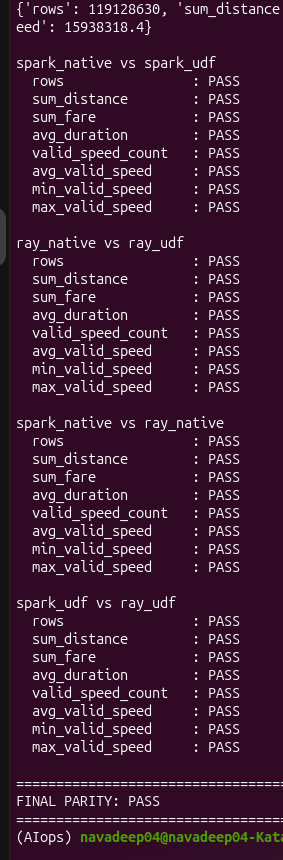 {'rows': 119128630, 'sum_distance
eed': 15938318.4}
spark_native vs spark_udf
rows : PASS
sum_distance : PASS
sum_fare : PASS
avg_duration : PASS
valid_speed_count : PASS
avg_valid_speed : PASS
min_valid_speed : PASS
max_valid_speed : PASS
ray_native vs ray_udf
rows : PASS
sum_distance : PASS
sum_fare : PASS
avg_duration : PASS
valid_speed_count : PASS
avg_valid_speed : PASS
min_valid_speed : PASS
max_valid_speed : PASS
spark_native vs ray_native
rows : PASS
sum_distance : PASS
sum_fare : PASS
avg_duration : PASS
valid_speed_count : PASS
avg_valid_speed : PASS
min_valid_speed : PASS
max_valid_speed : PASS
spark_udf vs ray_udf
rows : PASS
sum_distance : PASS
sum_fare : PASS
avg_duration : PASS
valid_speed_count : PASS
avg_valid_speed : PASS
min_valid_speed : PASS
max_valid_speed : PASS
=================================
FINAL PARITY: PASS
=================================
(AIops) navadeep04@navadeep04-Kata